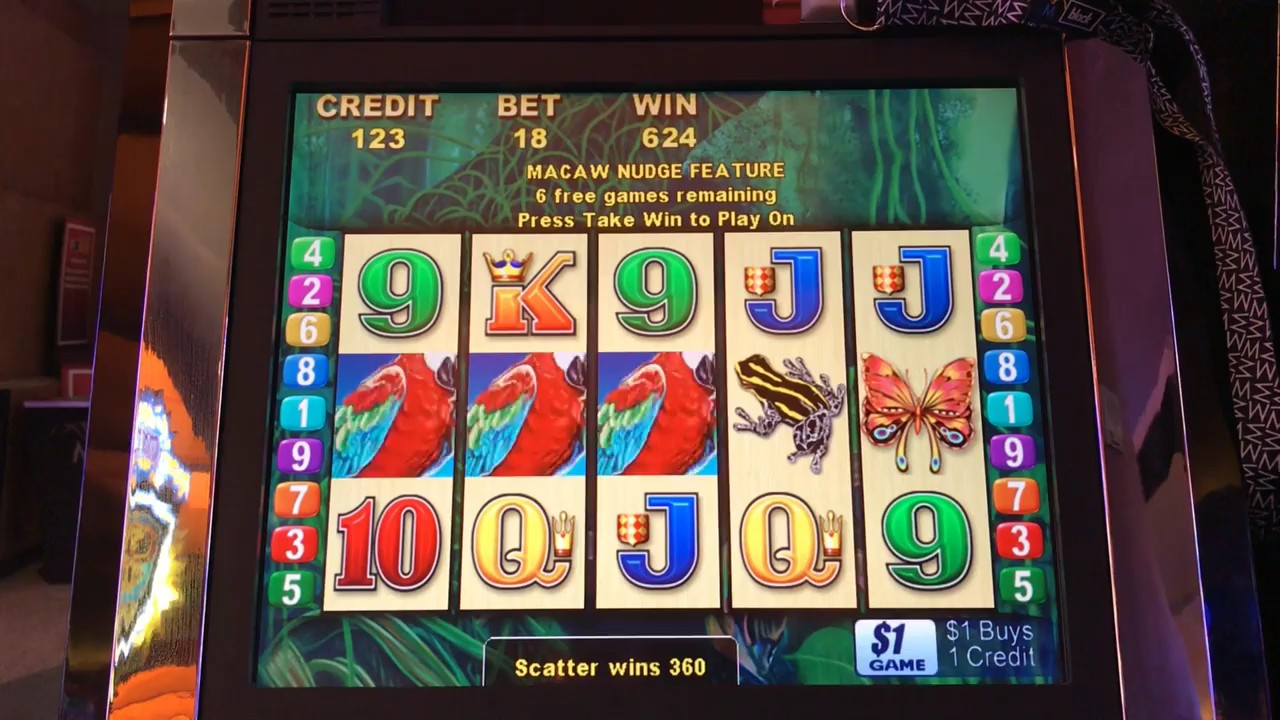 CREDIT BET WIN
123 18 624
MACAW NUDGE FEATURE
6 free games remaining
Press Take Win to Play On
4 9 K 9 J J 4
2 2
6 6
8 8
1 1
9 9
7 7
3 10 Q J Q 9 3
5 5
$1 GAME
$1 Buys
1 Credit
Scatter wins 360
black